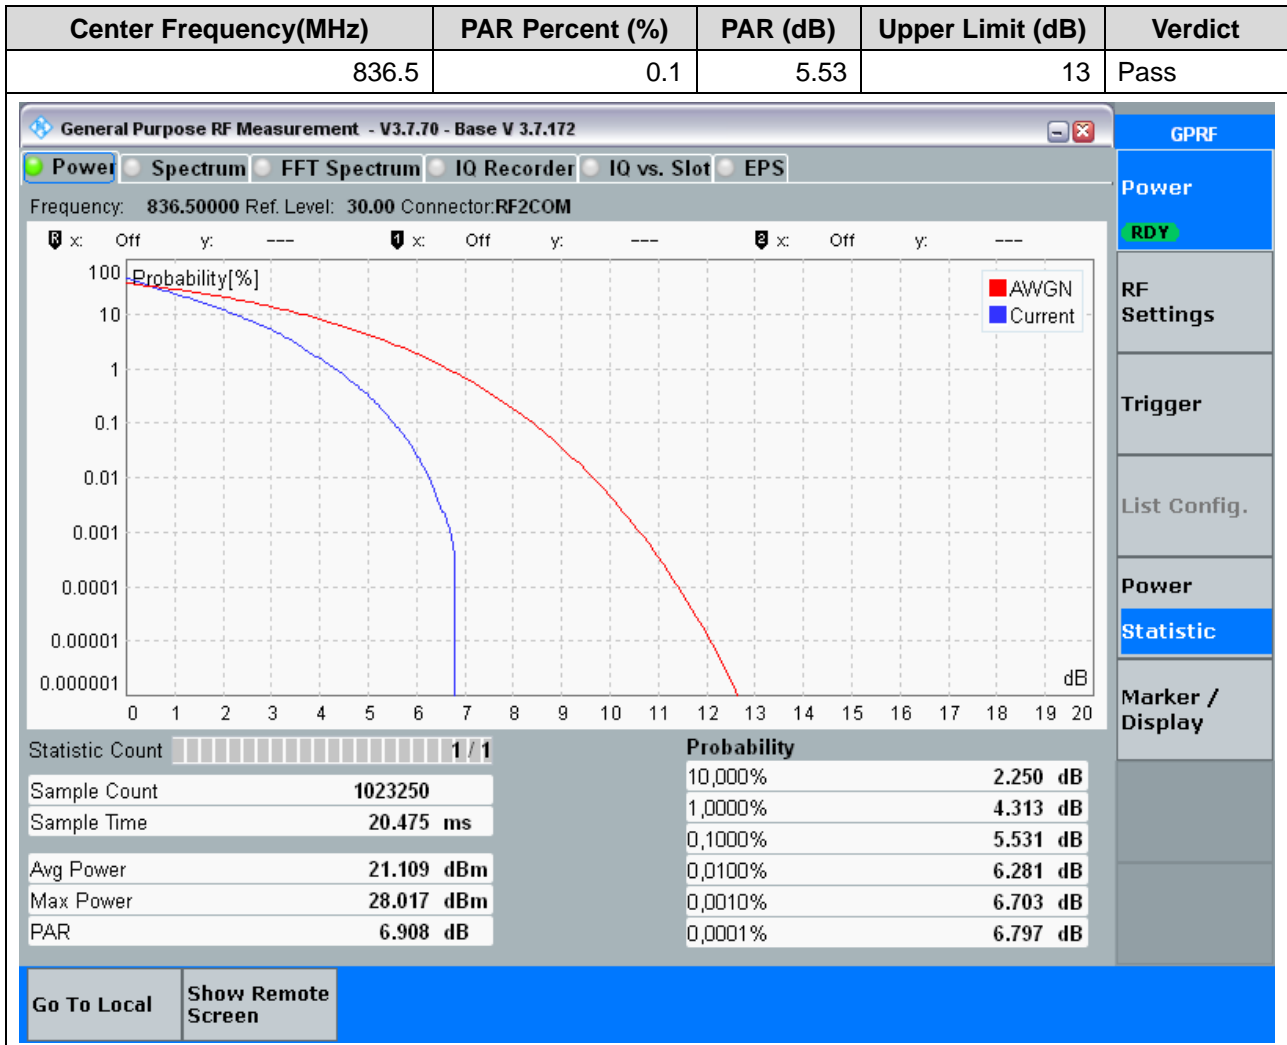 Center Frequency(MHz) PAR Percent (%) PAR (dB) Upper Limit (dB) Verdict
836.5 0.1 5.53 13 Pass
General Purpose RF Measurement - V3.7.70 - Base V 3.7.172
GPRF
Power Spectrum FFT Spectrum IQ Recorder IQ vs. Slot EPS
Frequency: 836.50000 Ref. Level: 30.00 Connector:RF2COM
R x: Off y: --- 1 x: Off y: --- 2 x: Off y: ---
Probability[%]
AWGN
Current
100
10
1
0.1
0.01
0.001
0.0001
0.00001
0.000001
dB
0 1 2 3 4 5 6 7 8 9 10 11 12 13 14 15 16 17 18 19 20
Statistic Count 1 / 1
Sample Count 1023250
Sample Time 20.475 ms
Avg Power 21.109 dBm
Max Power 28.017 dBm
PAR 6.908 dB
Probability
10,000% 2.250 dB
1,0000% 4.313 dB
0,1000% 5.531 dB
0,0100% 6.281 dB
0,0010% 6.703 dB
0,0001% 6.797 dB
Power
RDY
RF
Settings
Trigger
List Config.
Power
Statistic
Marker /
Display
Go To Local
Show Remote
Screen